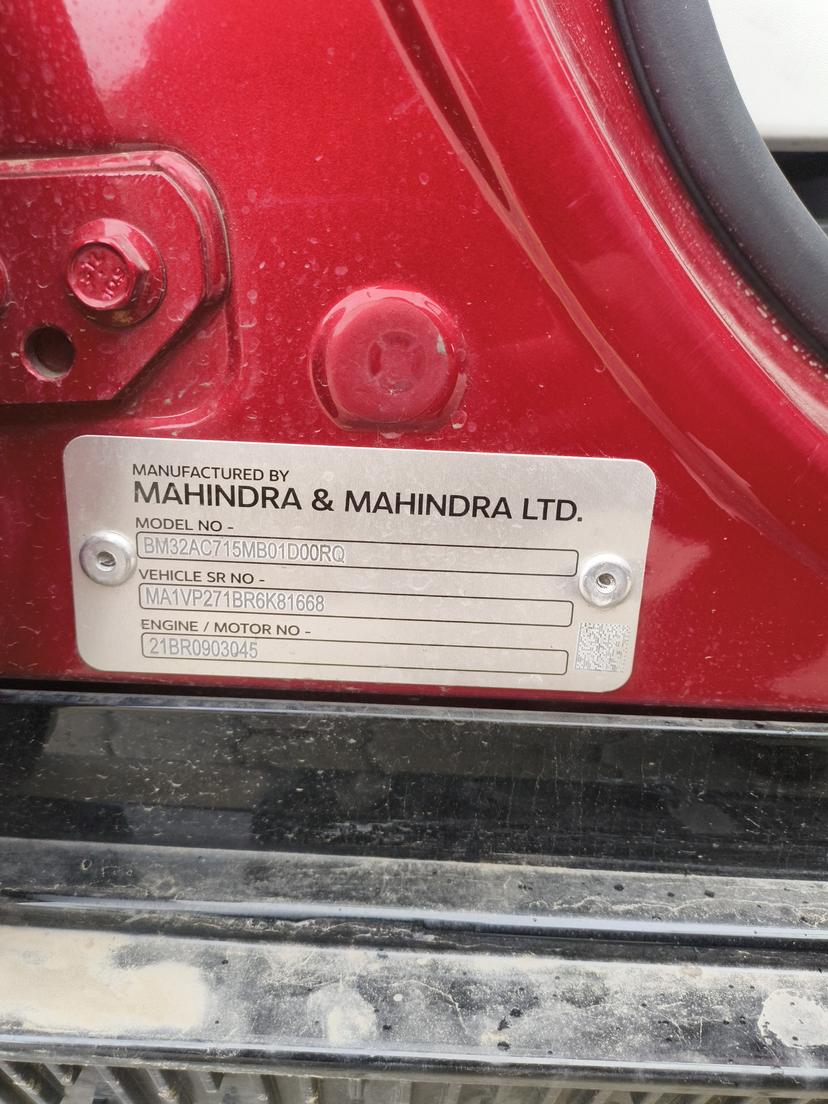 MANUFACTURED BY
MAHINDRA & MAHINDRA LTD.
MODEL NO -
BM32AC715MB01D00RQ
VEHICLE SR NO -
MA1VP271BR6K81668
ENGINE / MOTOR NO -
21BR0903045